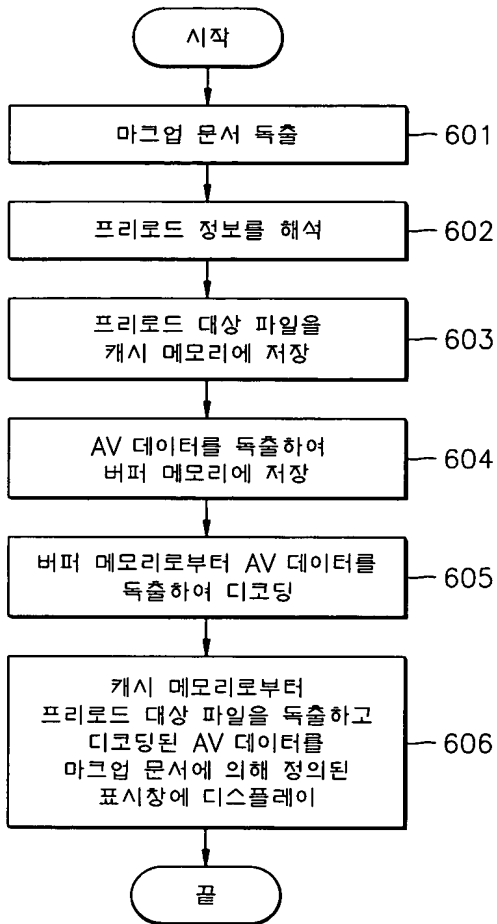 시작
마크업 문서 독출
601
프리로드 정보를 해석
602
프리로드 대상 파일을
캐시 메모리에 저장
603
AV 데이터를 독출하여
버퍼 메모리에 저장
604
버퍼 메모리로부터 AV 데이터를
독출하여 디코딩
605
캐시 메모리로부터
프리로드 대상 파일을 독출하고
디코딩된 AV 데이터를
마크업 문서에 의해 정의된
표시창에 디스플레이
606
끝